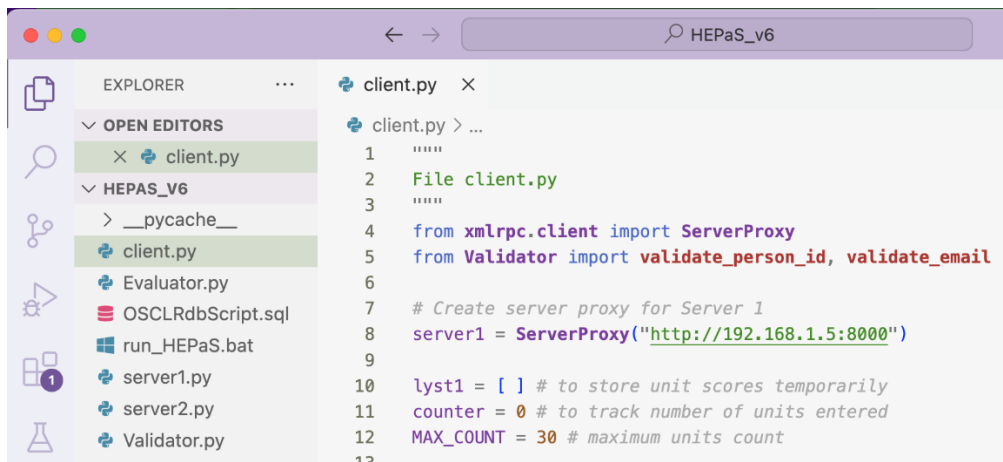 HEPaS_v6
EXPLORER ...
OPEN EDITORS
client.py
HEPAS_V6
__pycache__
client.py
Evaluator.py
OSCLRdbScript.sql
run_HEPaS.bat
server1.py
server2.py
Validator.py
1
client.py
client.py > ...
1 """
2 File client.py
3 """
4 from xmlrpc.client import ServerProxy
5 from Validator import validate_person_id, validate_email
6
7 # Create server proxy for Server 1
8 server1 = ServerProxy("http://192.168.1.5:8000")
9
10 lyst1 = [ ] # to store unit scores temporarily
11 counter = 0 # to track number of units entered
12 MAX_COUNT = 30 # maximum units count
13